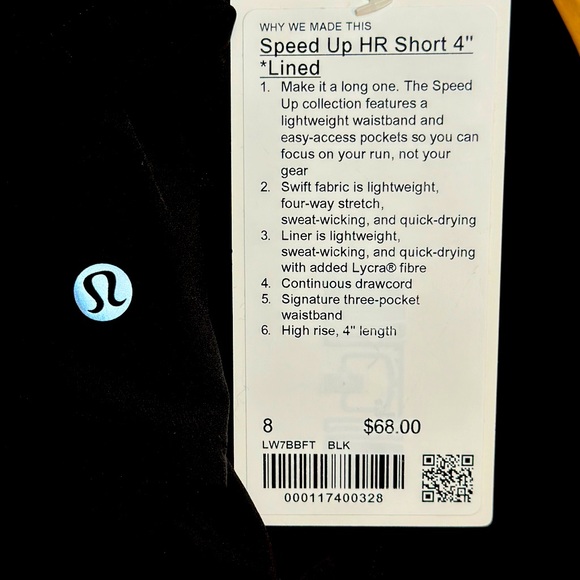 WHY WE MADE THIS
Speed Up HR Short 4"
*Lined
1. Make it a long one. The Speed
Up collection features a
lightweight waistband and
easy-access pockets so you can
focus on your run, not your
gear
2. Swift fabric is lightweight,
four-way stretch,
sweat-wicking, and quick-drying
3. Liner is lightweight,
sweat-wicking, and quick-drying
with added Lycra® fibre
4. Continuous drawcord
5. Signature three-pocket
waistband
6. High rise, 4" length
8 $68.00
LW7BBFT BLK
000117400328